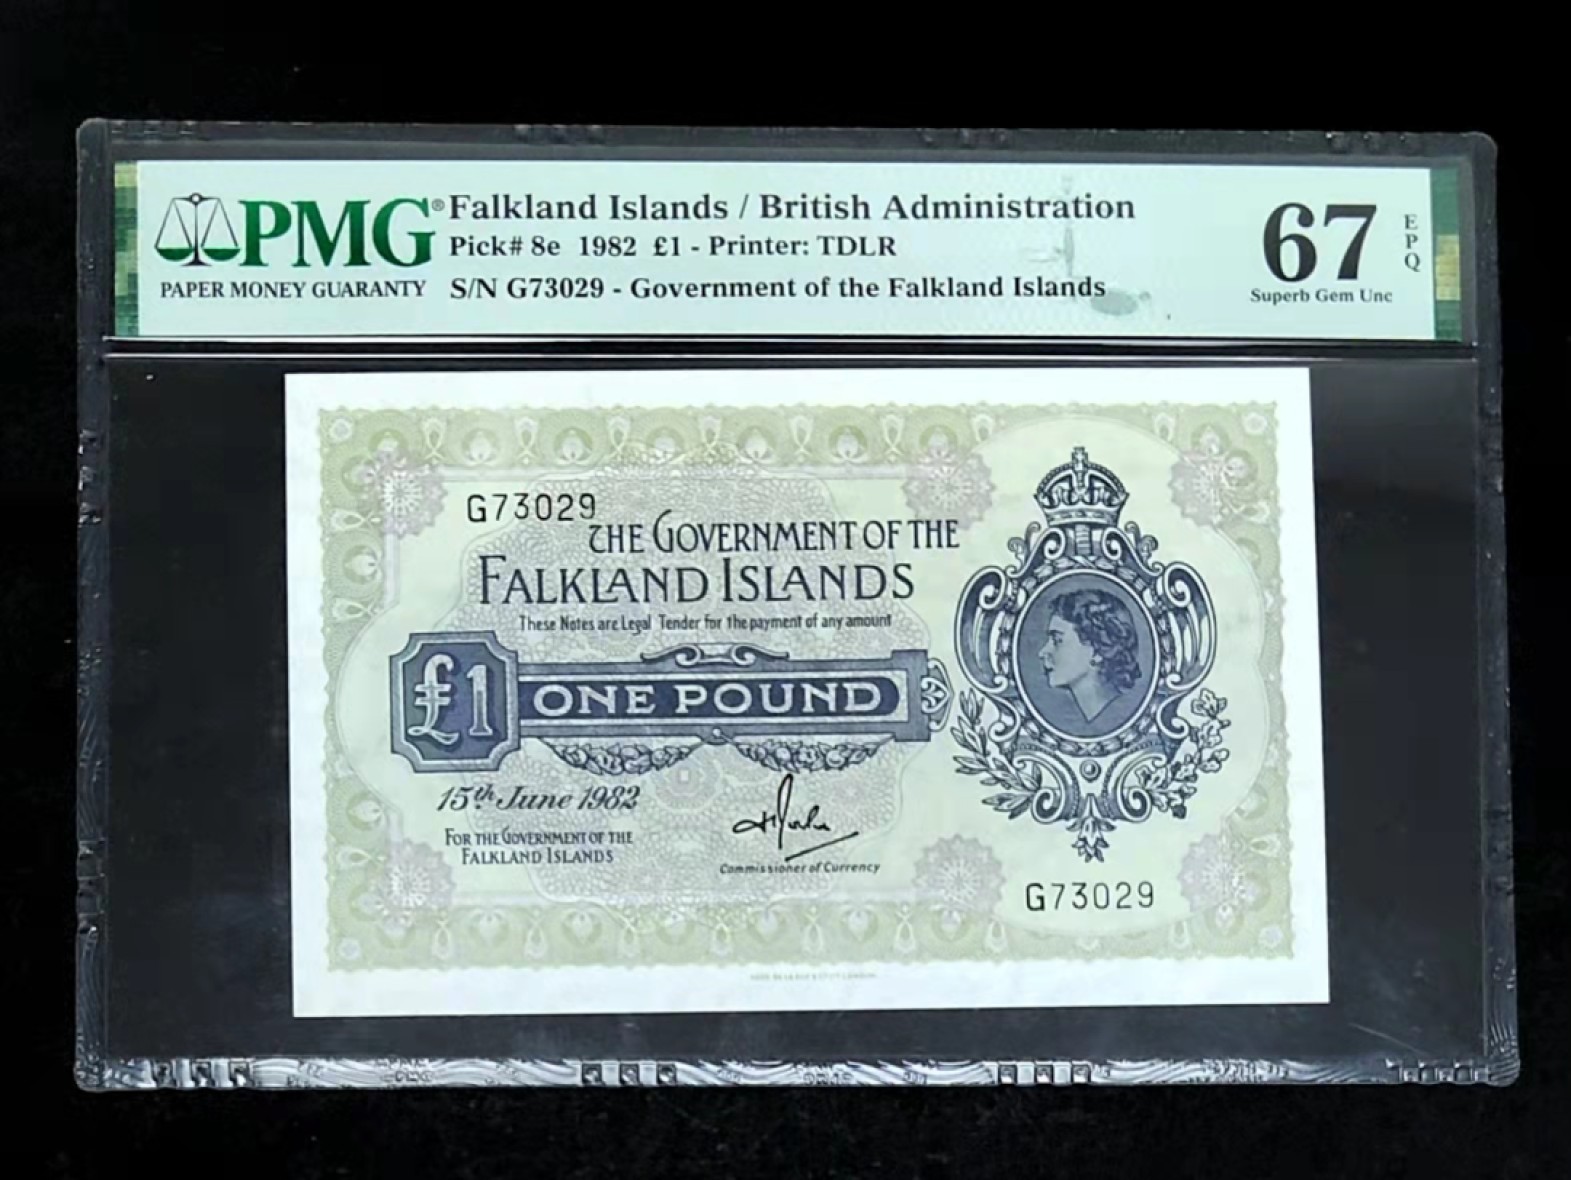 PMG® Falkland Islands / British Administration
Pick# 8e 1982 £1 - Printer: TDLR
PAPER MONEY GUARANTY S/N G73029 - Government of the Falkland Islands
67 EPQ
Superb Gem Unc
G73029
THE GOVERNMENT OF THE
FALKLAND ISLANDS
These Notes are Legal Tender for the payment of any amount
£1 ONE POUND
15th June 1982
FOR THE GOVERNMENT OF THE
FALKLAND ISLANDS
Commissioner of Currency
G73029